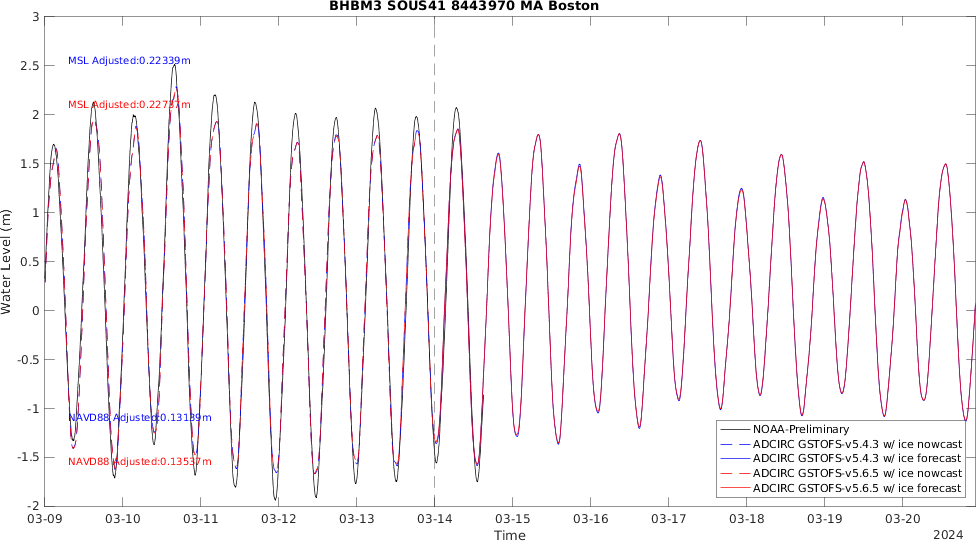 BHBM3 SOUS41 8443970 MA Boston
3
2.5
2
1.5
1
0.5
0
-0.5
-1
-1.5
-2
Water Level (m)
MSL Adjusted:0.22339m
MSL Adjusted:0.22737m
NAVD88 Adjusted:0.13139m
NAVD88 Adjusted:0.13537m
NOAA-Preliminary
ADCIRC GSTOFS-v5.4.3 w/ ice nowcast
ADCIRC GSTOFS-v5.4.3 w/ ice forecast
ADCIRC GSTOFS-v5.6.5 w/ ice nowcast
ADCIRC GSTOFS-v5.6.5 w/ ice forecast
03-09 03-10 03-11 03-12 03-13 03-14 03-15 03-16 03-17 03-18 03-19 03-20
Time
2024